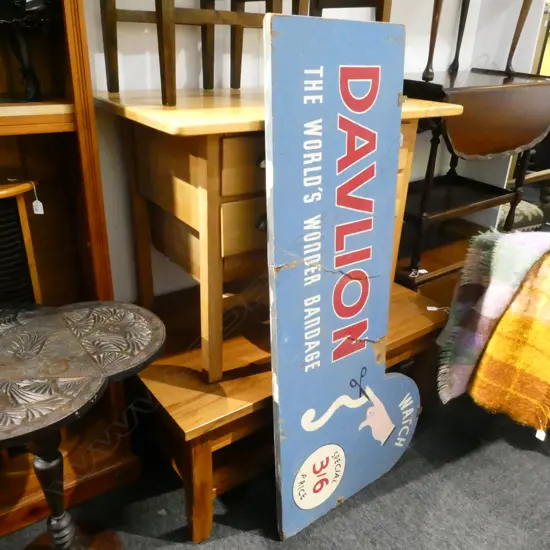 DAVLION
THE WORLD'S WONDER BANDAGE
WATCH
SPECIAL
3/6
PRICE